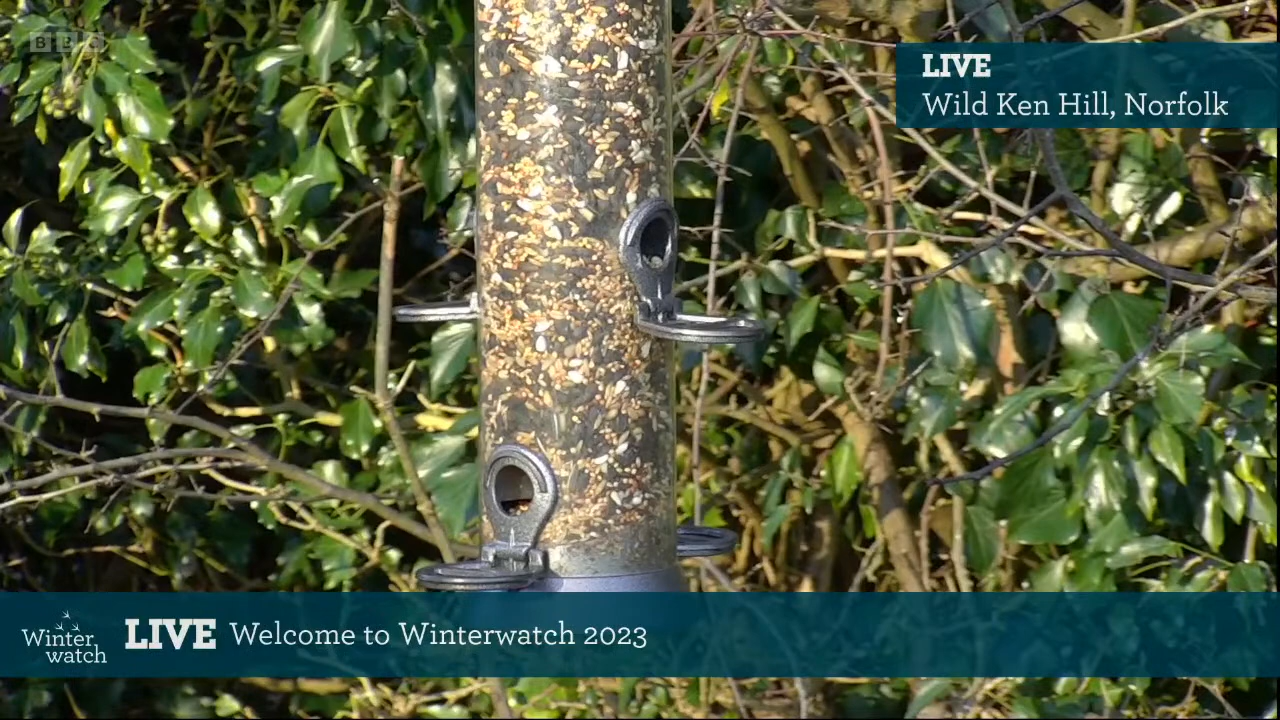 BBC
LIVE
Wild Ken Hill, Norfolk
Winter
watch
LIVE Welcome to Winterwatch 2023